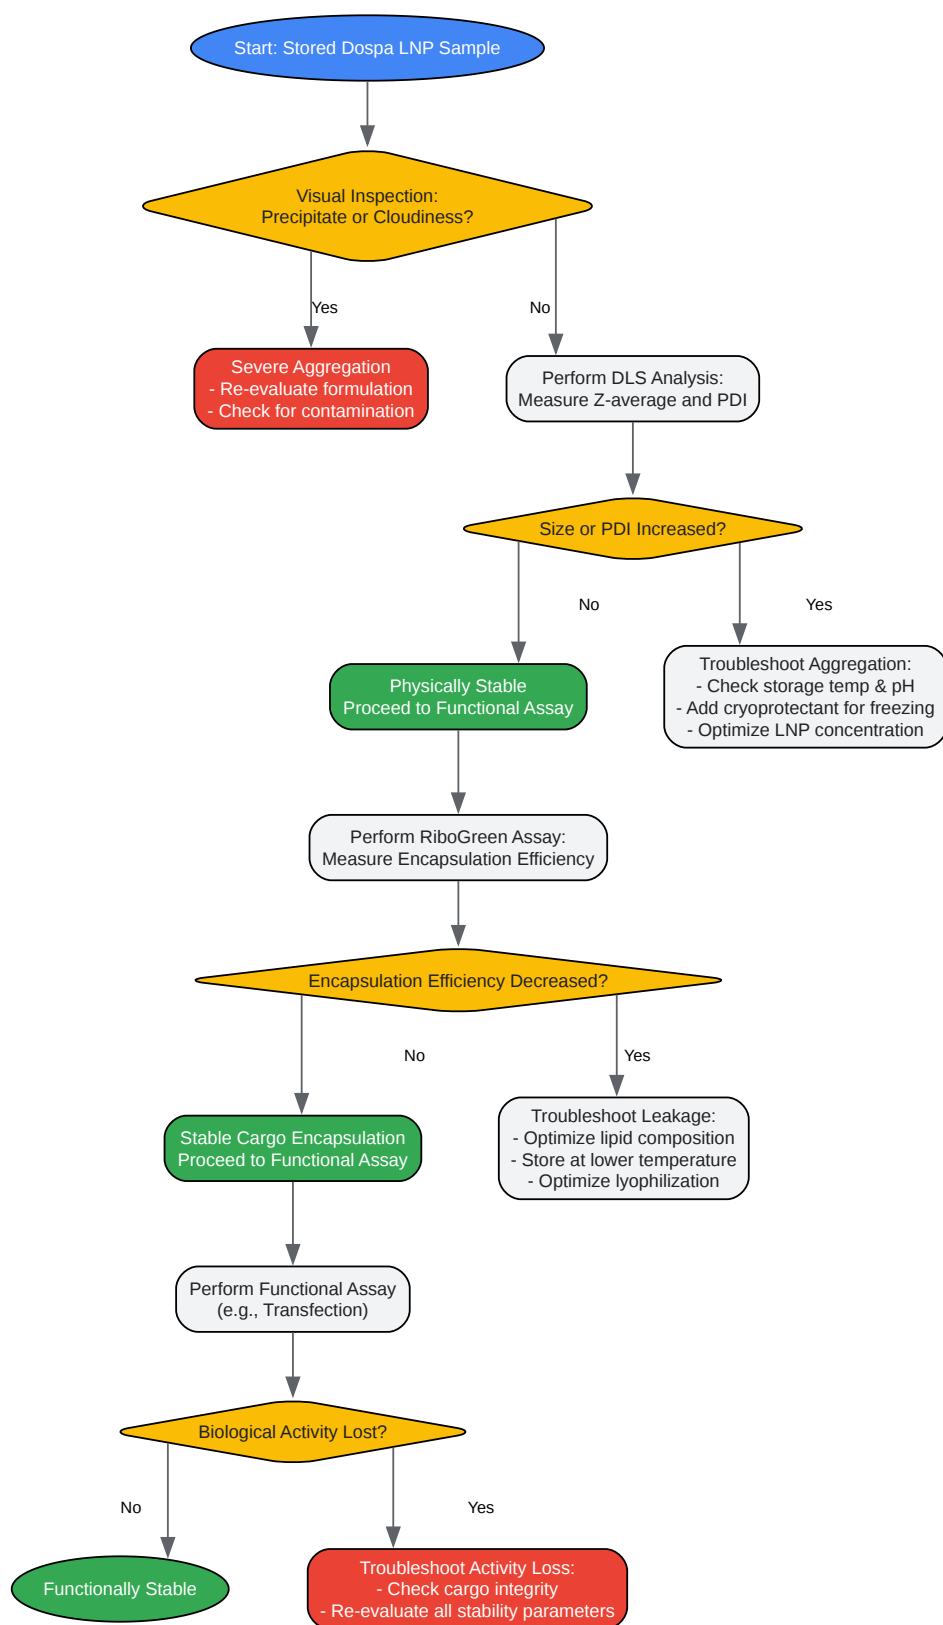 Start: Stored Dospa LNP Sample
Visual Inspection:
Precipitate or Cloudiness?
Yes
No
Severe Aggregation
- Re-evaluate formulation
- Check for contamination
Perform DLS Analysis:
Measure Z-average and PDI
Size or PDI Increased?
No
Yes
Physically Stable
Proceed to Functional Assay
Troubleshoot Aggregation:
- Check storage temp & pH
- Add cryoprotectant for freezing
- Optimize LNP concentration
Perform RiboGreen Assay:
Measure Encapsulation Efficiency
Encapsulation Efficiency Decreased?
No
Yes
Stable Cargo Encapsulation
Proceed to Functional Assay
Troubleshoot Leakage:
- Optimize lipid composition
- Store at lower temperature
- Optimize lyophilization
Perform Functional Assay
(e.g., Transfection)
Biological Activity Lost?
No
Yes
Functionally Stable
Troubleshoot Activity Loss:
- Check cargo integrity
- Re-evaluate all stability parameters